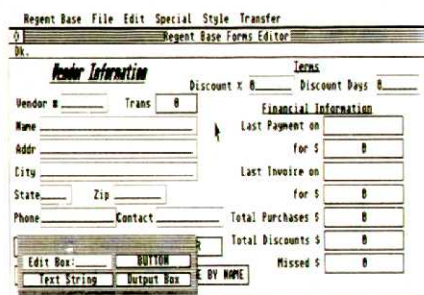 Regent Base File Edit Special Style Transfer
Regent Base Forms Editor
Ok.
Vendor Information
Terms
Discount % 0 Discount Days 0
Vendor # Trans 0
Financial Information
Name
Last Payment on
Addr
for $ 0
City
Last Invoice on
State Zip
for $ 0
Phone Contact
Total Purchases $ 0
Total Discounts $ 0
Edit Box: BUTTON
Missed $ 0
Text String Output Box
E BY NAME